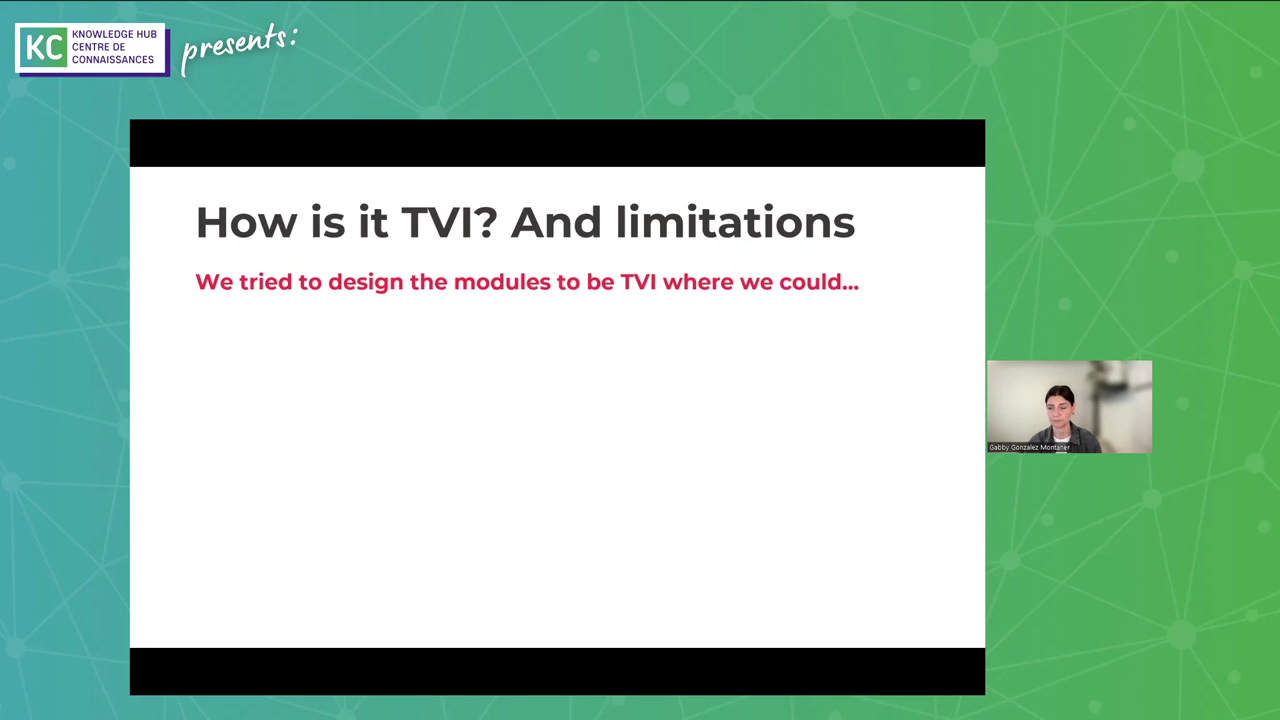 KC
KNOWLEDGE HUB
CENTRE DE
CONNAISSANCES
presents:
How is it TVI? And limitations
We tried to design the modules to be TVI where we could...
Gabby Gonzalez Montaner